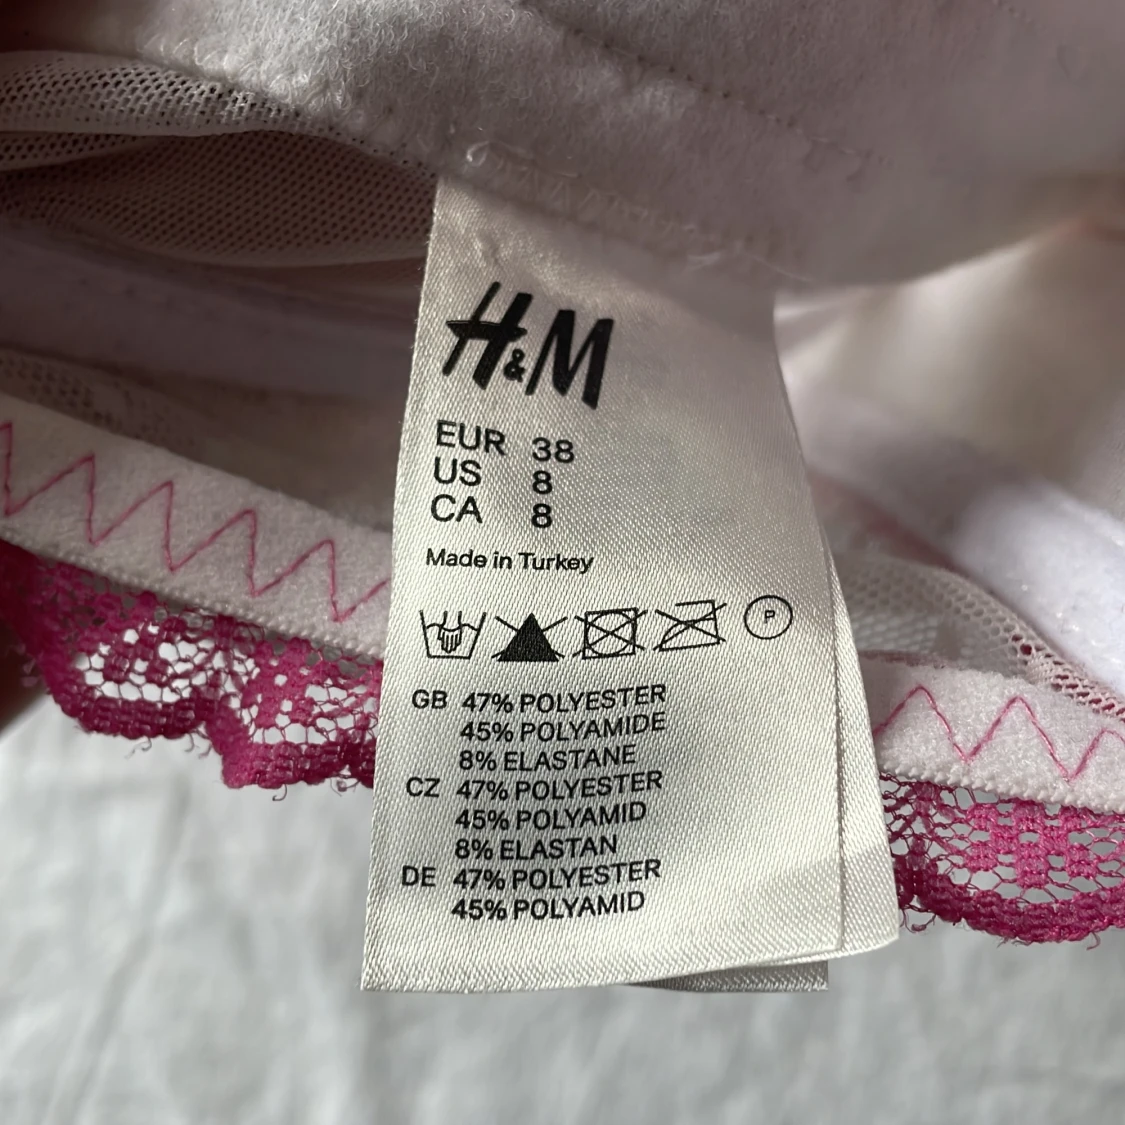 H&M
EUR 38
US 8
CA 8
Made in Turkey
P
GB 47% POLYESTER
45% POLYAMIDE
8% ELASTANE
CZ 47% POLYESTER
45% POLYAMID
8% ELASTAN
DE 47% POLYESTER
45% POLYAMID